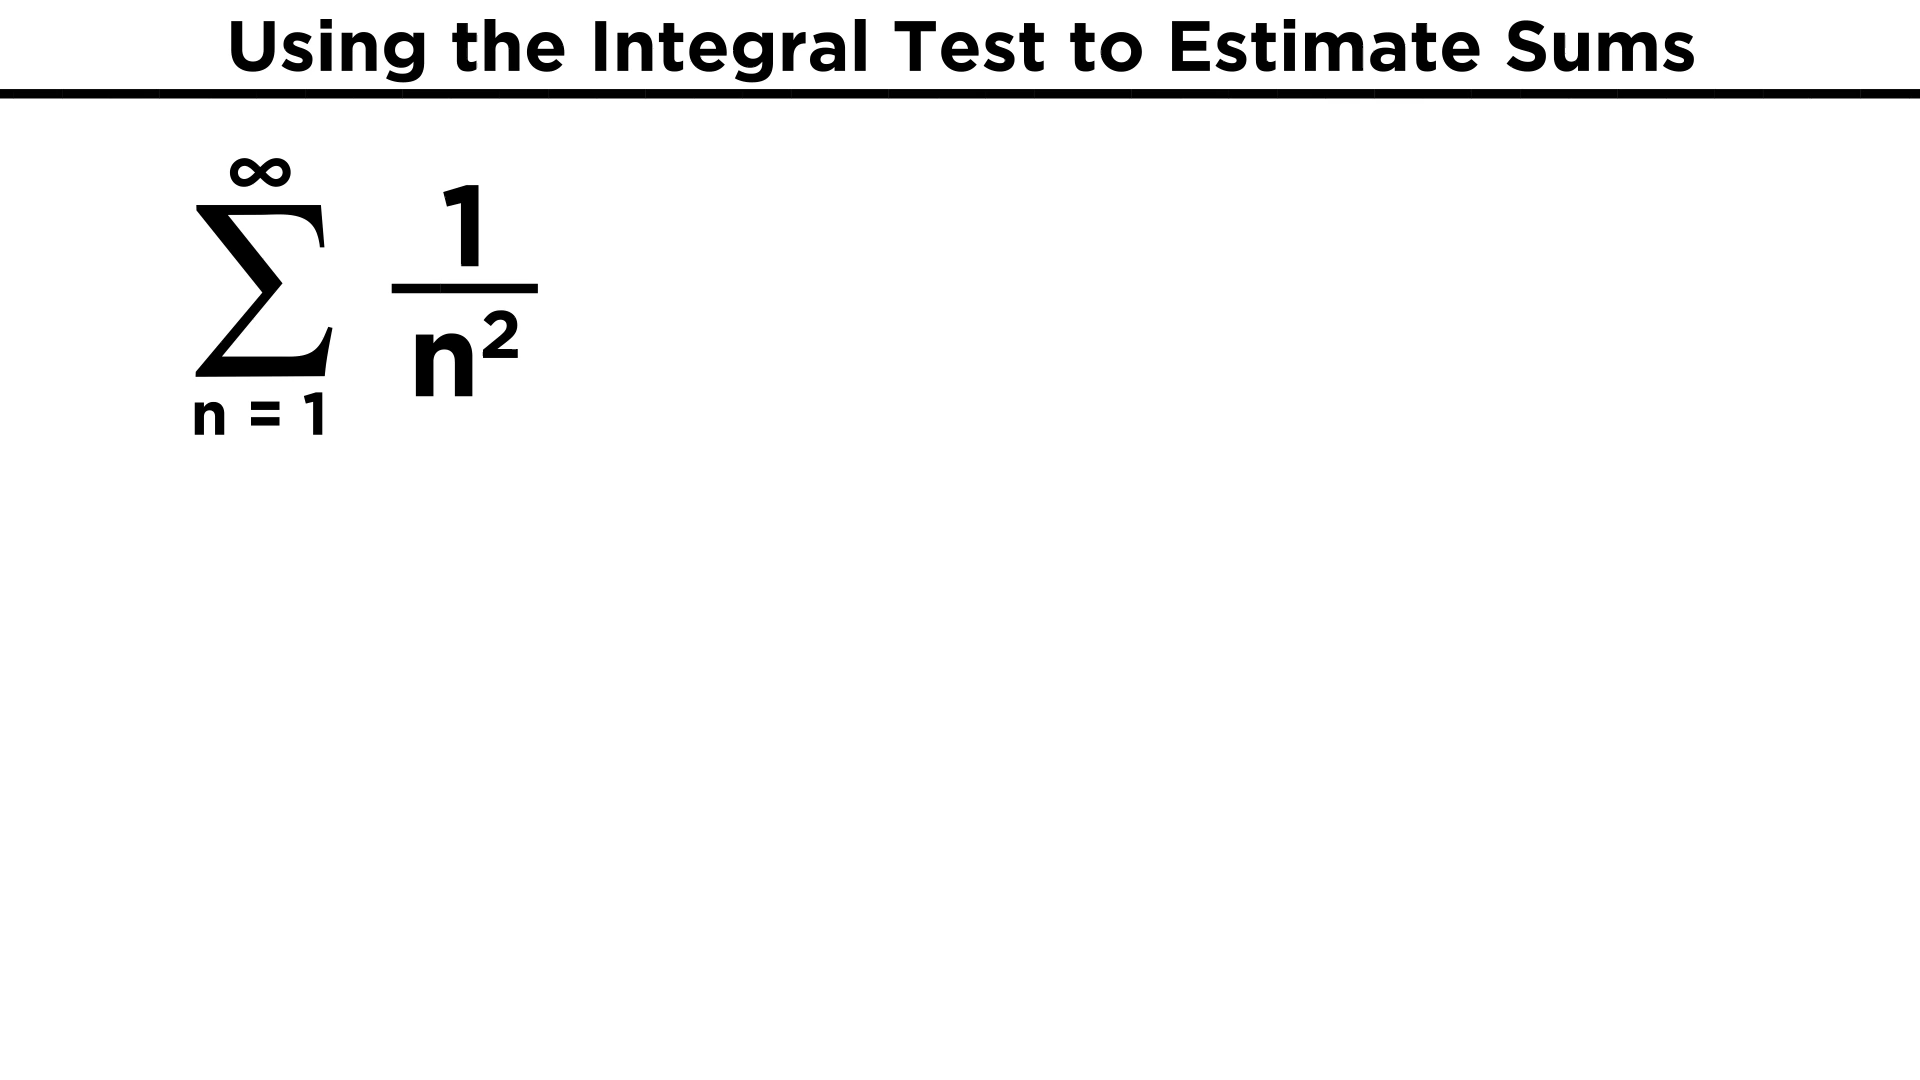 Using the Integral Test to Estimate Sums
∞
∑ 1
n²
n = 1